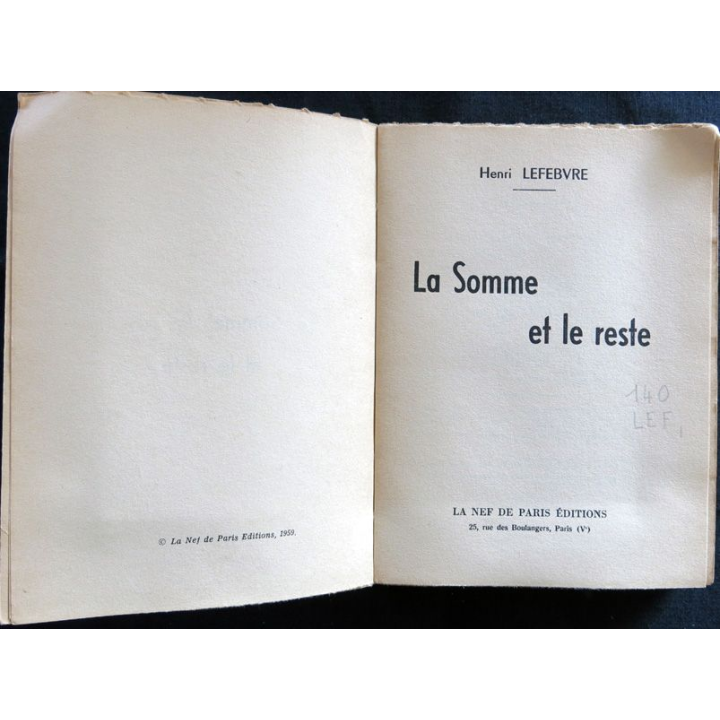 © La Nef de Paris Editions, 1959.
Henri LEFEBVRE
La Somme
et le reste
140
LEF
LA NEF DE PARIS ÉDITIONS
25, rue des Boulangers, Paris (Vᵉ)